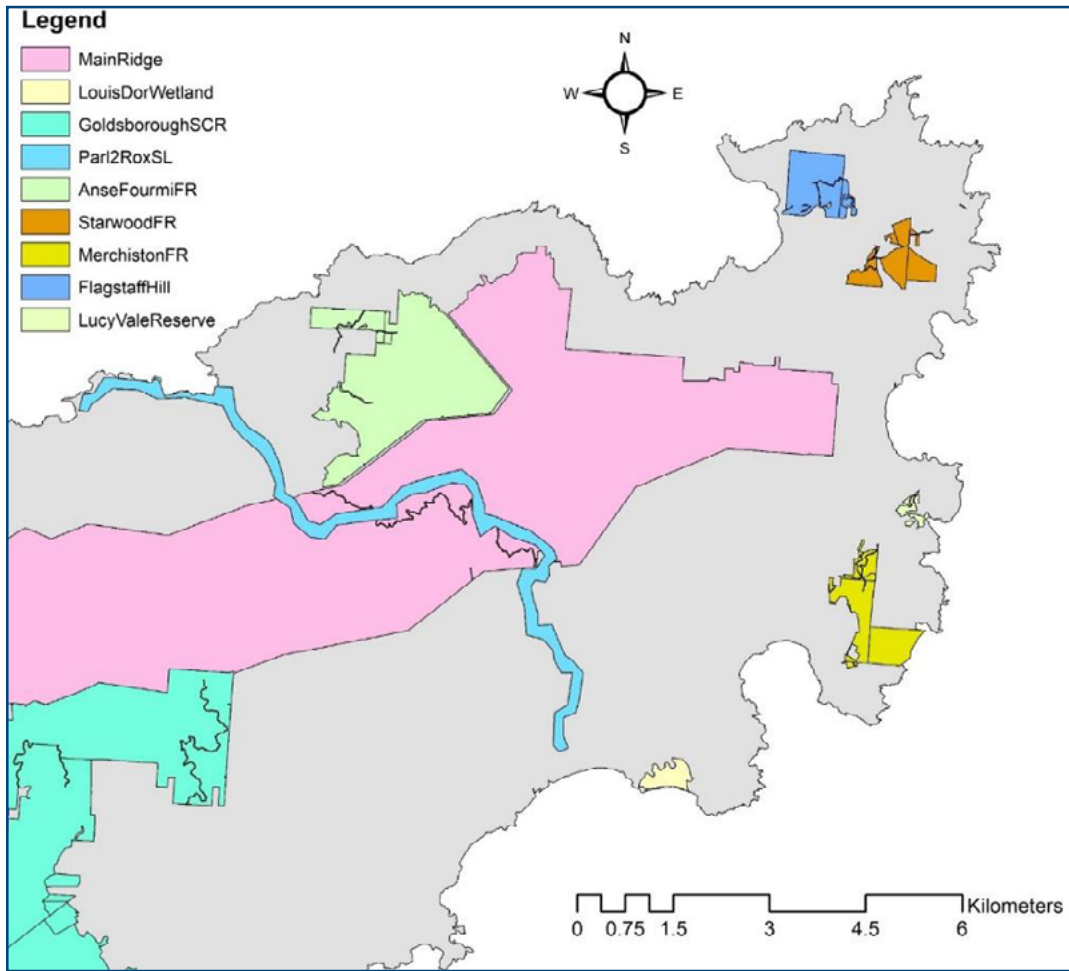 Legend
MainRidge
LouisDorWetland
GoldsboroughSCR
Parl2RoxSL
AnseFourmiFR
StarwoodFR
MerchistonFR
FlagstaffHill
LucyValeReserve
N
W E
S
Kilometers
0 0.75 1.5 3 4.5 6